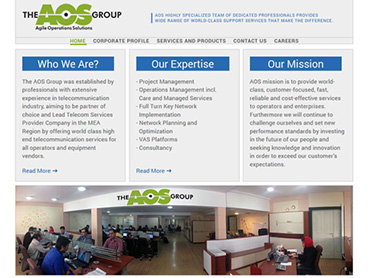 THE AOS GROUP
Agile Operations Solutions
AOS HIGHLY SPECIALIZED TEAM OF DEDICATED PROFESSIONALS PROVIDES
WIDE RANGE OF WORLD-CLASS SUPPORT SERVICES THAT MAKE THE DIFFERENCE.
HOME CORPORATE PROFILE SERVICES AND PRODUCTS CONTACT US CAREERS
Who We Are?
The AOS Group was established by
professionals with extensive
experience in telecommunication
industry, aiming to be partner of
choice and Lead Telecom Services
Provider Company in the MEA
Region by offering world class high
end telecommunication services for
all operators and equipment
vendors.
Read More
Our Expertise
- Project Management
- Operations Management incl.
Care and Managed Services
- Full Turn Key Network
Implementation
- Network Planning and
Optimization
- VAS Platforms
- Consultancy
Read More
Our Mission
AOS mission is to provide world-
class, customer focused, fast,
reliable and cost-effective services
to operators and enterprises.
Furthermore we will continue to
challenge ourselves and set new
performance standards by investing
in the future of our people and
seeking knowledge and innovation
in order to exceed our customer's
expectations.
THE AOS GROUP